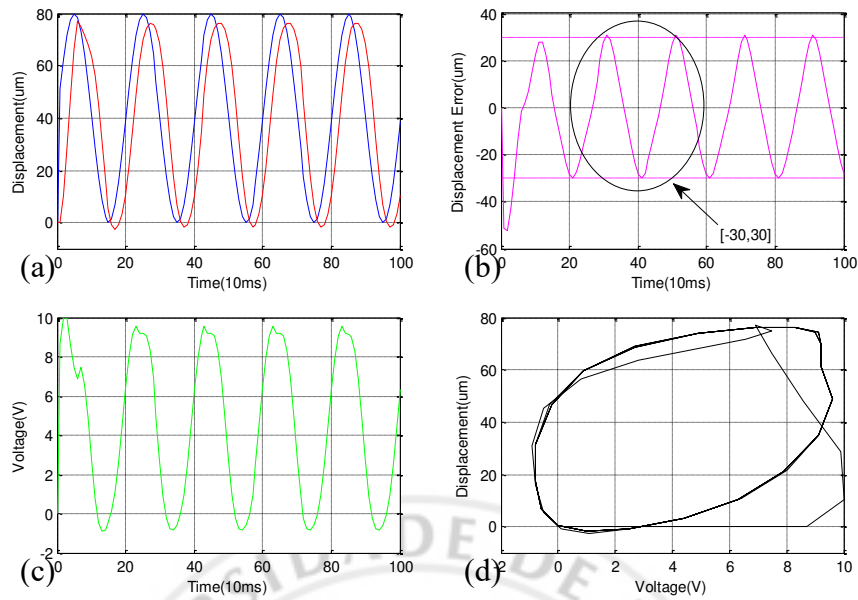 80
60
40
20
0
Displacement(um)
0 20 40 60 80 100
Time(10ms)
(a)
40
20
0
-20
-40
-60
Displacement Error(um)
[-30,30]
0 20 40 60 80 100
Time(10ms)
(b)
10
8
6
4
2
0
-2
Voltage(V)
0 20 40 60 80 100
Time(10ms)
(c)
80
60
40
20
0
Displacement(um)
2 0 2 4 6 8 10
Voltage(V)
(d)
SIDADE DE